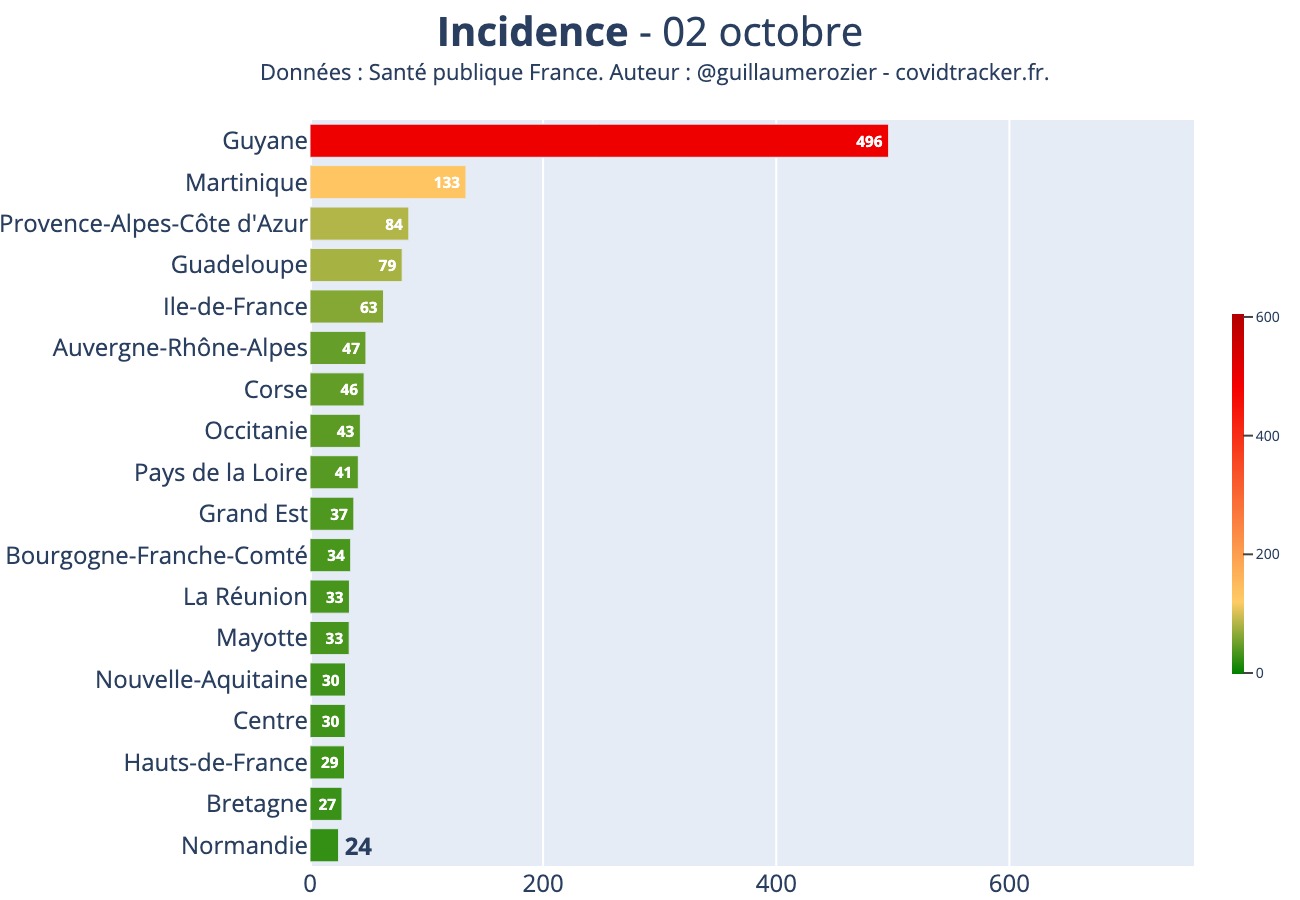 Incidence - 02 octobre
Données : Santé publique France. Auteur : @guillaumerozier - covidtracker.fr.
Guyane 496
Martinique 133
Provence-Alpes-Côte d'Azur 84
Guadeloupe 79
Ile-de-France 63
Auvergne-Rhône-Alpes 47
Corse 46
Occitanie 43
Pays de la Loire 41
Grand Est 37
Bourgogne-Franche-Comté 34
La Réunion 33
Mayotte 33
Nouvelle-Aquitaine 30
Centre 30
Hauts-de-France 29
Bretagne 27
Normandie 24
0 200 400 600
600
400
200
0